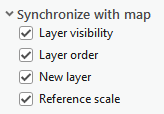 Synchronize with map
Layer visibility
Layer order
New layer
Reference scale